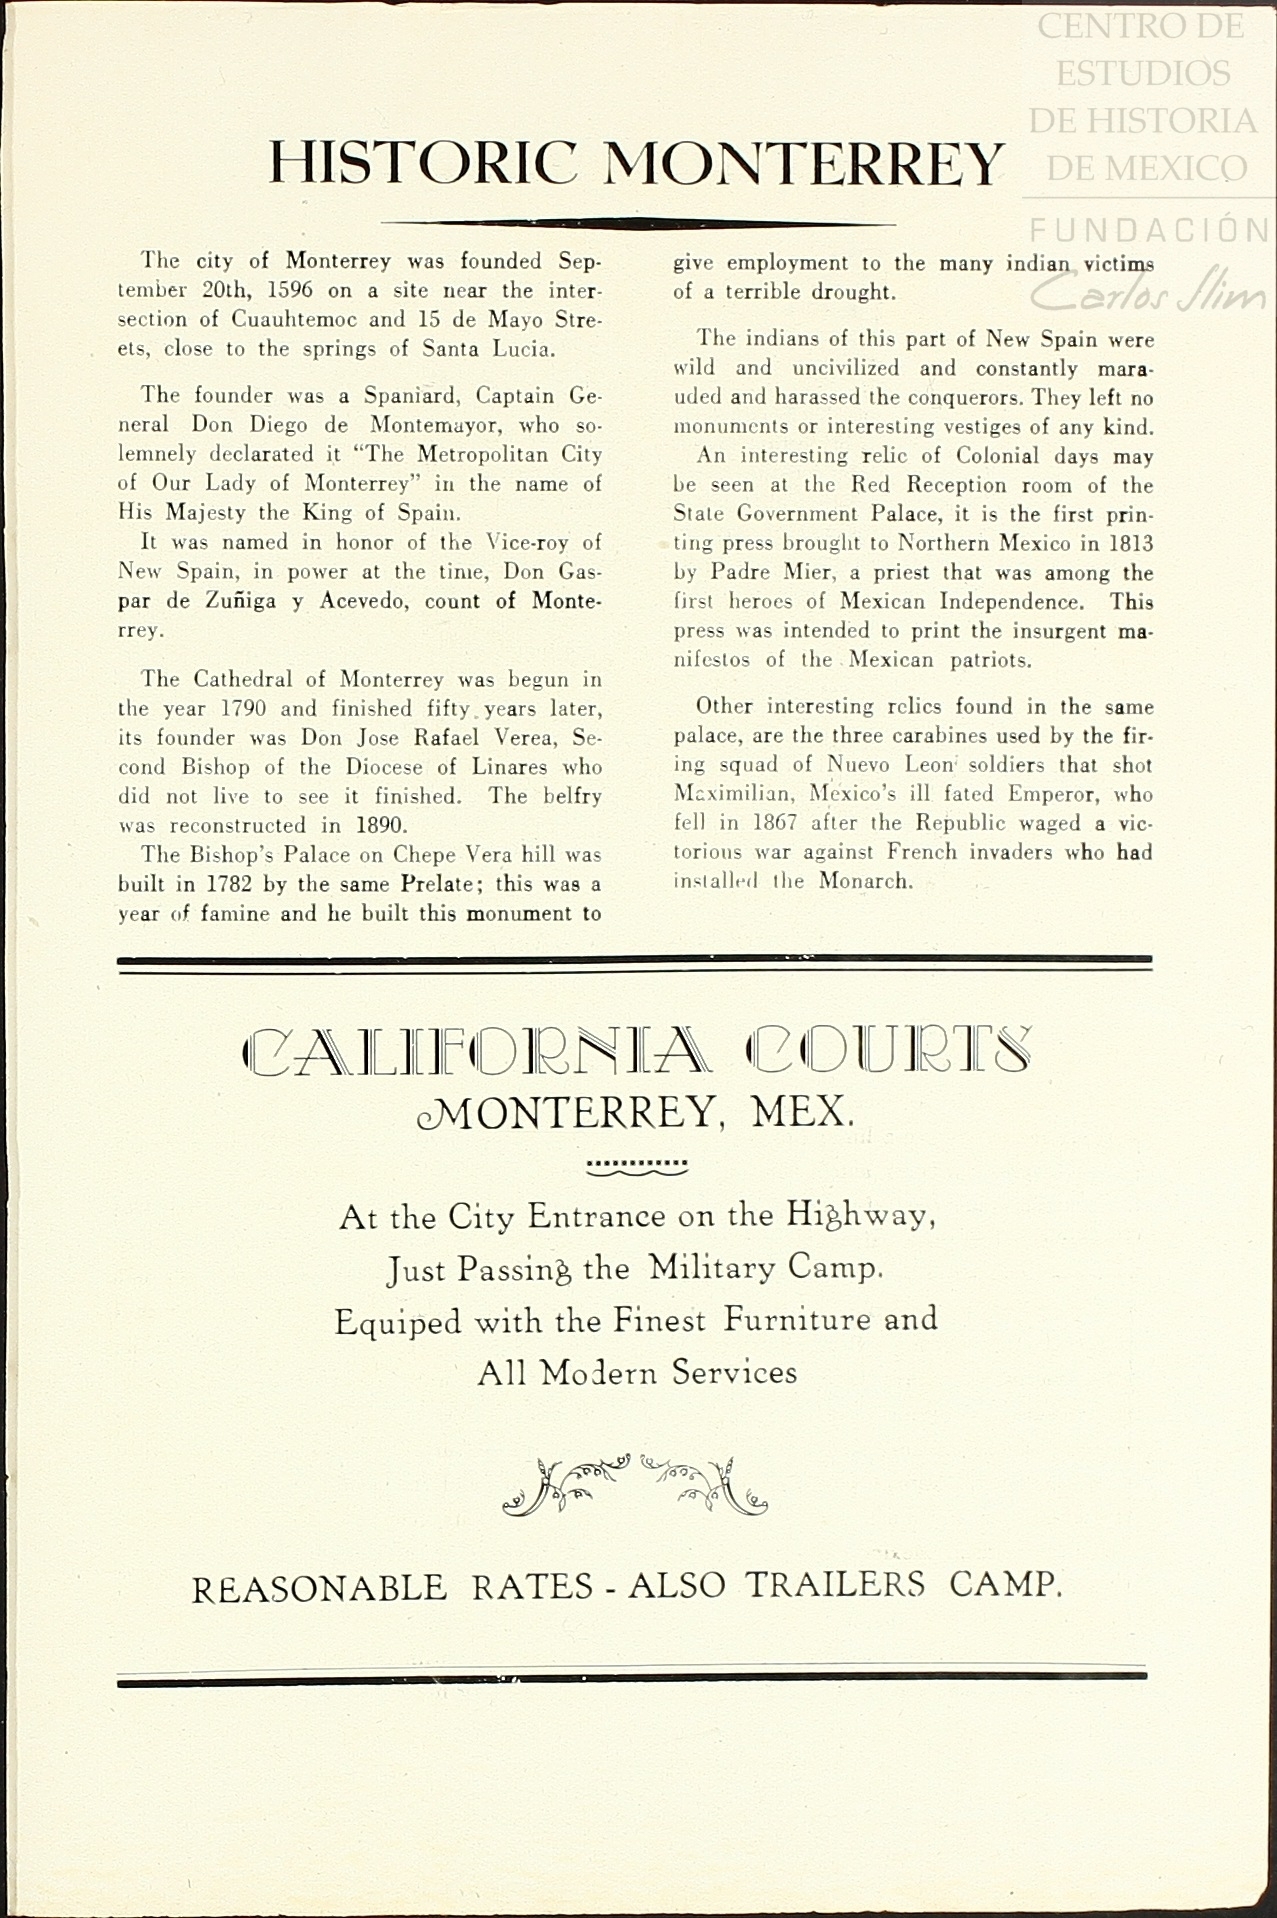 CENTRO DE
ESTUDIOS
DE HISTORIA
DE MEXICO
FUNDACIÓN
Carlos Slim
HISTORIC MONTERREY
The city of Monterrey was founded Sep-
tember 20th, 1596 on a site near the inter-
section of Cuauhtemoc and 15 de Mayo Stre-
ets, close to the springs of Santa Lucia.
The founder was a Spaniard, Captain Ge-
neral Don Diego de Montemayor, who so-
lemnely declarated it “The Metropolitan City
of Our Lady of Monterrey” in the name of
His Majesty the King of Spain.
It was named in honor of the Vice-roy of
New Spain, in power at the time, Don Gas-
par de Zuñiga y Acevedo, count of Monte-
rrey.
The Cathedral of Monterrey was begun in
the year 1790 and finished fifty years later,
its founder was Don Jose Rafael Verea, Se-
cond Bishop of the Diocese of Linares who
did not live to see it finished. The belfry
was reconstructed in 1890.
The Bishop's Palace on Chepe Vera hill was
built in 1782 by the same Prelate; this was a
year of famine and he built this monument to
give employment to the many indian victims
of a terrible drought.
The indians of this part of New Spain were
wild and uncivilized and constantly mara-
uded and harassed the conquerors. They left no
monuments or interesting vestiges of any kind.
An interesting relic of Colonial days may
be seen at the Red Reception room of the
State Government Palace, it is the first prin-
ting press brought to Northern Mexico in 1813
by Padre Mier, a priest that was among the
first heroes of Mexican Independence. This
press was intended to print the insurgent ma-
nifestos of the Mexican patriots.
Other interesting relics found in the same
palace, are the three carabines used by the fir-
ing squad of Nuevo Leon soldiers that shot
Maximilian, Mexico's ill fated Emperor, who
fell in 1867 after the Republic waged a vic-
torious war against French invaders who had
installed the Monarch.
CALIFORNIA COURTS
MONTERREY, MEX.
At the City Entrance on the Highway,
Just Passing the Military Camp.
Equiped with the Finest Furniture and
All Modern Services
REASONABLE RATES - ALSO TRAILERS CAMP.